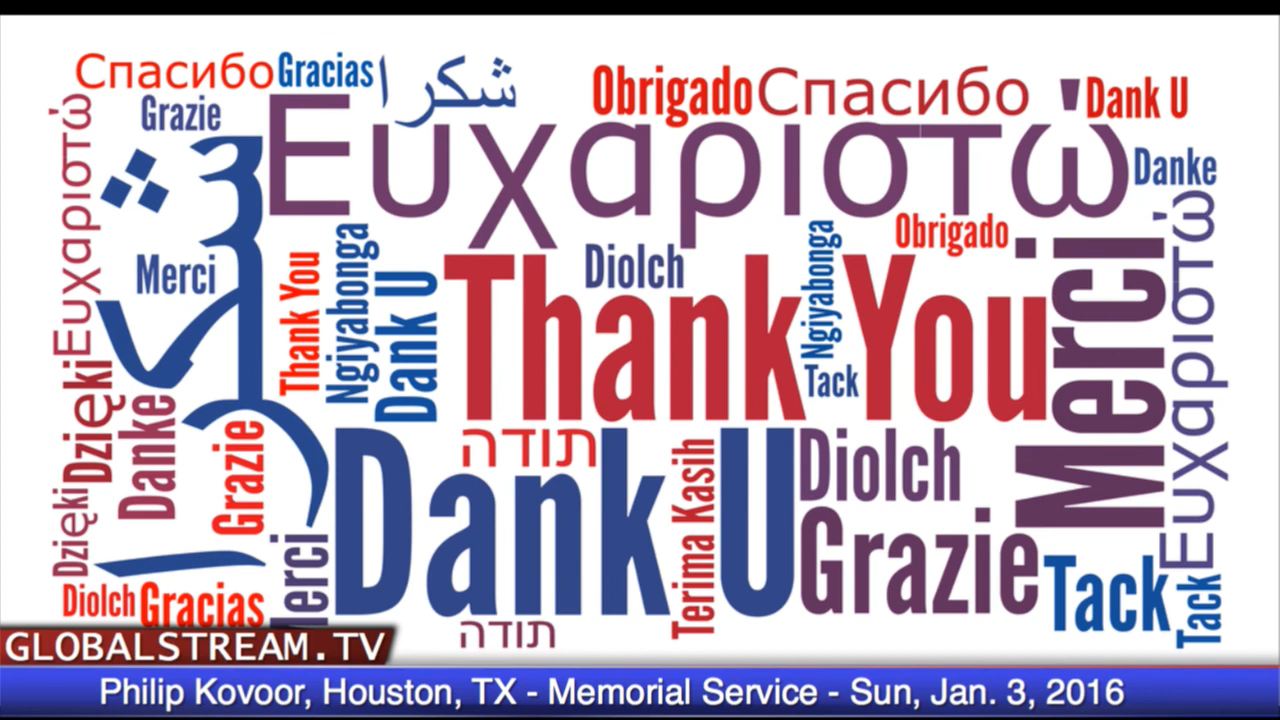 Спасибо
Gracias
شكرا
Obrigado
Спасибо
Dank U
Grazie
Ευχαριστώ
Ευχαριστώ
Danke
شكرا
Merci
Thank You
Ngiyabonga
Dank U
Diolch
Ngiyabonga
Obrigado
Merci
Ευχαριστώ
Thank You
Tack
Dzięki
Danke
Grazie
תודה
Dank U
Terima Kasih
Diolch
Grazie
Dzięki
Merci
Tack
Tack
Diolch
Gracias
תודה
GLOBALSTREAM.TV
Philip Kovoor, Houston, TX - Memorial Service - Sun, Jan. 3, 2016